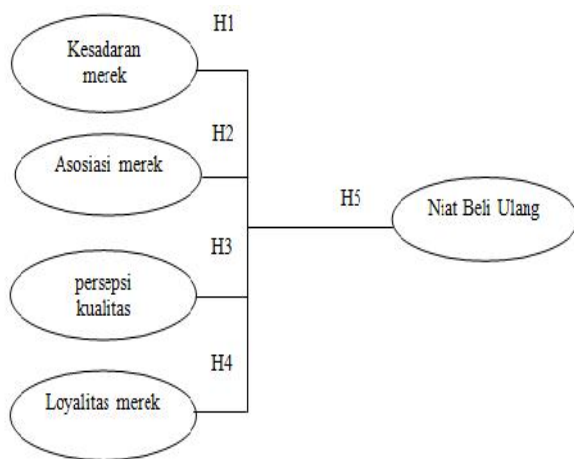 H1
Kesadaran
merek
H2
Asosiasi merek
H5
Niat Beli Ulang
H3
persepsi
kualitas
H4
Loyalitas merek